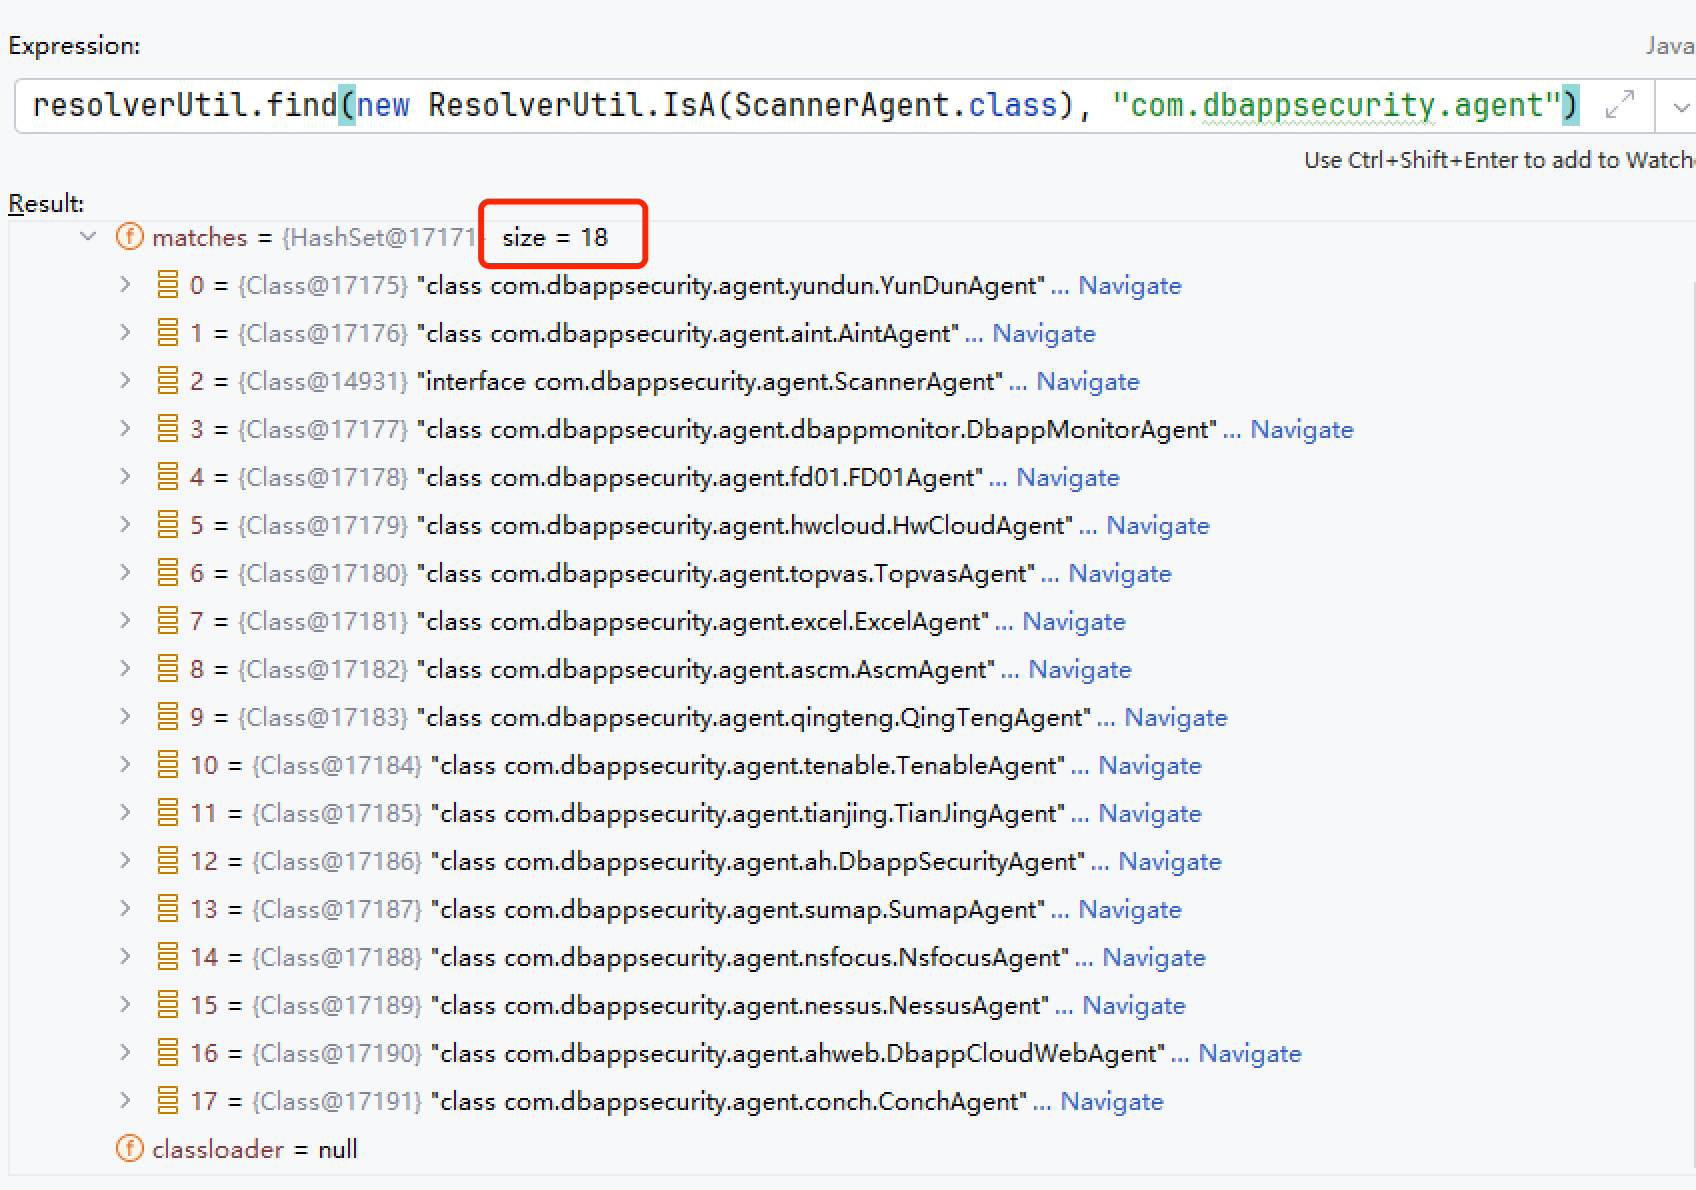 Expression:
Java
resolverUtil.find(new ResolverUtil.IsA(ScannerAgent.class), "com.dbappsecurity.agent")
Use Ctrl+Shift+Enter to add to
Result:
matches = {HashSet@17171 size = 18
0 = {Class@17175} "class com.dbappsecurity.agent.yundun.YunDunAgent" ... Navigate
1 = {Class@17176} "class com.dbappsecurity.agent.aint.AintAgent" ... Navigate
2 = {Class@14931} "interface com.dbappsecurity.agent.ScannerAgent" ... Navigate
3 = {Class@17177} "class com.dbappsecurity.agent.dbappmonitor.DbappMonitorAgent" ... Navigate
4 = {Class@17178} "class com.dbappsecurity.agent.fd01.FD01Agent" ... Navigate
5 = {Class@17179} "class com.dbappsecurity.agent.hwcloud.HwCloudAgent" ... Navigate
6 = {Class@17180} "class com.dbappsecurity.agent.topvas.TopvasAgent" ... Navigate
7 = {Class@17181} "class com.dbappsecurity.agent.excel.ExcelAgent" ... Navigate
8 = {Class@17182} "class com.dbappsecurity.agent.ascm.AscmAgent" ... Navigate
9 = {Class@17183} "class com.dbappsecurity.agent.qingteng.QingTengAgent" ... Navigate
10 = {Class@17184} "class com.dbappsecurity.agent.tenable.TenableAgent" ... Navigate
11 = {Class@17185} "class com.dbappsecurity.agent.tianjing.TianJingAgent" ... Navigate
12 = {Class@17186} "class com.dbappsecurity.agent.ah.DbappSecurityAgent" ... Navigate
13 = {Class@17187} "class com.dbappsecurity.agent.sumap.SumapAgent" ... Navigate
14 = {Class@17188} "class com.dbappsecurity.agent.nsfocus.NsfocusAgent" ... Navigate
15 = {Class@17189} "class com.dbappsecurity.agent.nessus.NessusAgent" ... Navigate
16 = {Class@17190} "class com.dbappsecurity.agent.ahweb.DbappCloudWebAgent" ... Navigate
17 = {Class@17191} "class com.dbappsecurity.agent.conch.ConchAgent" ... Navigate
classloader = null